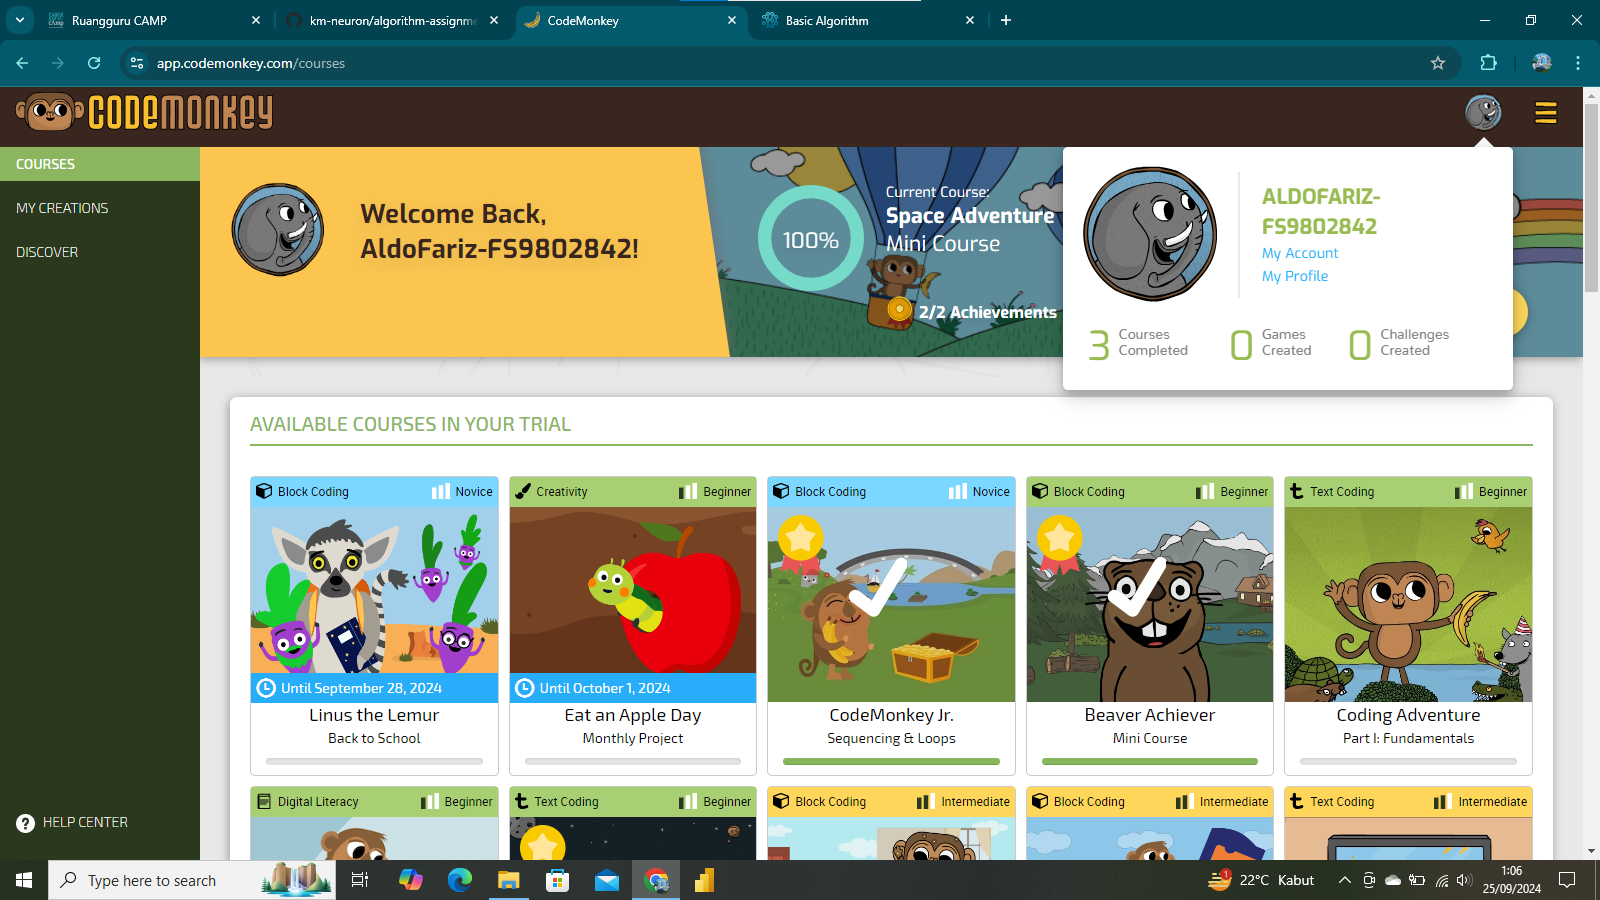 Ruangguru CAMP
km-neuron/algorithm-assignme
CodeMonkey
Basic Algorithm
app.codemonkey.com/courses
CODEMONKEY
COURSES
MY CREATIONS
DISCOVER
HELP CENTER
Welcome Back,
AldoFariz-FS9802842!
100%
Current Course:
Space Adventure
Mini Course
2/2 Achievements
ALDOFARIZ-
FS9802842
My Account
My Profile
3 Courses
Completed
0 Games
Created
0 Challenges
Created
AVAILABLE COURSES IN YOUR TRIAL
Block Coding Novice
Until September 28, 2024
Linus the Lemur
Back to School
Creativity Beginner
Until October 1, 2024
Eat an Apple Day
Monthly Project
Block Coding Novice
CodeMonkey Jr.
Sequencing & Loops
Block Coding Beginner
Beaver Achiever
Mini Course
Text Coding Beginner
Coding Adventure
Part I: Fundamentals
Digital Literacy Beginner
Text Coding Beginner
Block Coding Intermediate
Block Coding Intermediate
Text Coding Intermediate
Type here to search
1
22°C Kabut
1:06
25/09/2024